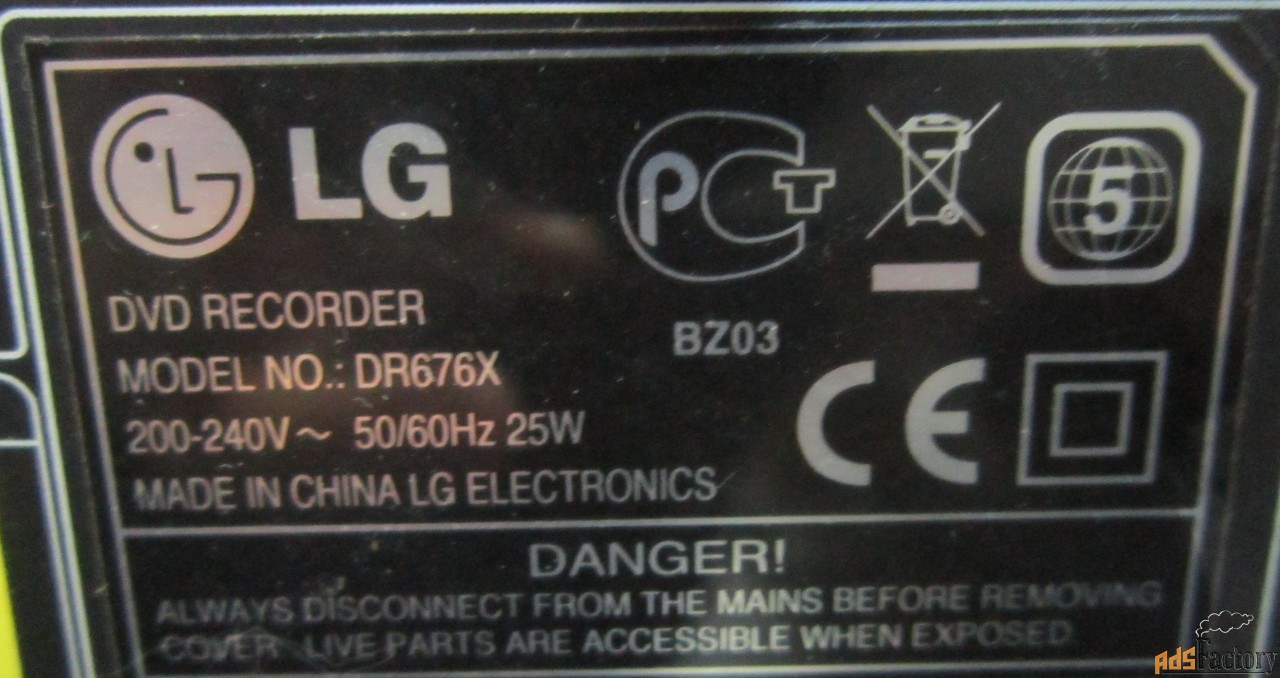 LG
PCT
5
BZ03
DVD RECORDER
MODEL NO.: DR676X
200-240V~ 50/60Hz 25W
CE
MADE IN CHINA LG ELECTRONICS
DANGER!
ALWAYS DISCONNECT FROM THE MAINS BEFORE REMOVING
COVER. LIVE PARTS ARE ACCESSIBLE WHEN EXPOSED.
AdsFactory